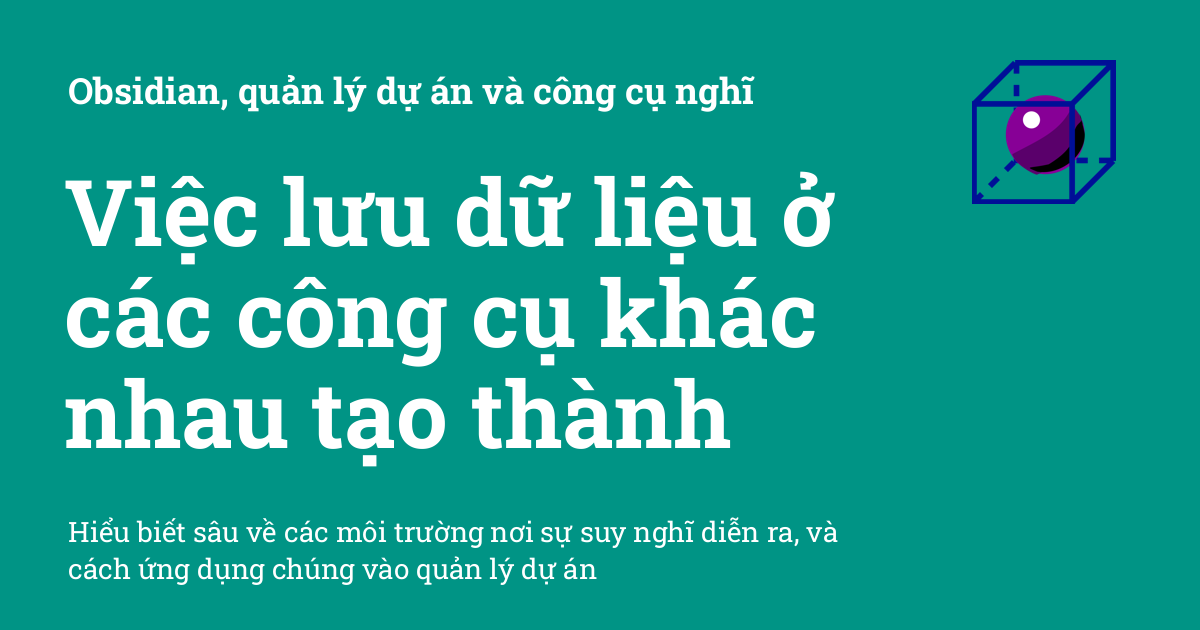 Obsidian, quản lý dự án và công cụ nghĩ
Việc lưu dữ liệu ở
các công cụ khác
nhau tạo thành
Hiểu biết sâu về các môi trường nơi sự suy nghĩ diễn ra, và
cách ứng dụng chúng vào quản lý dự án